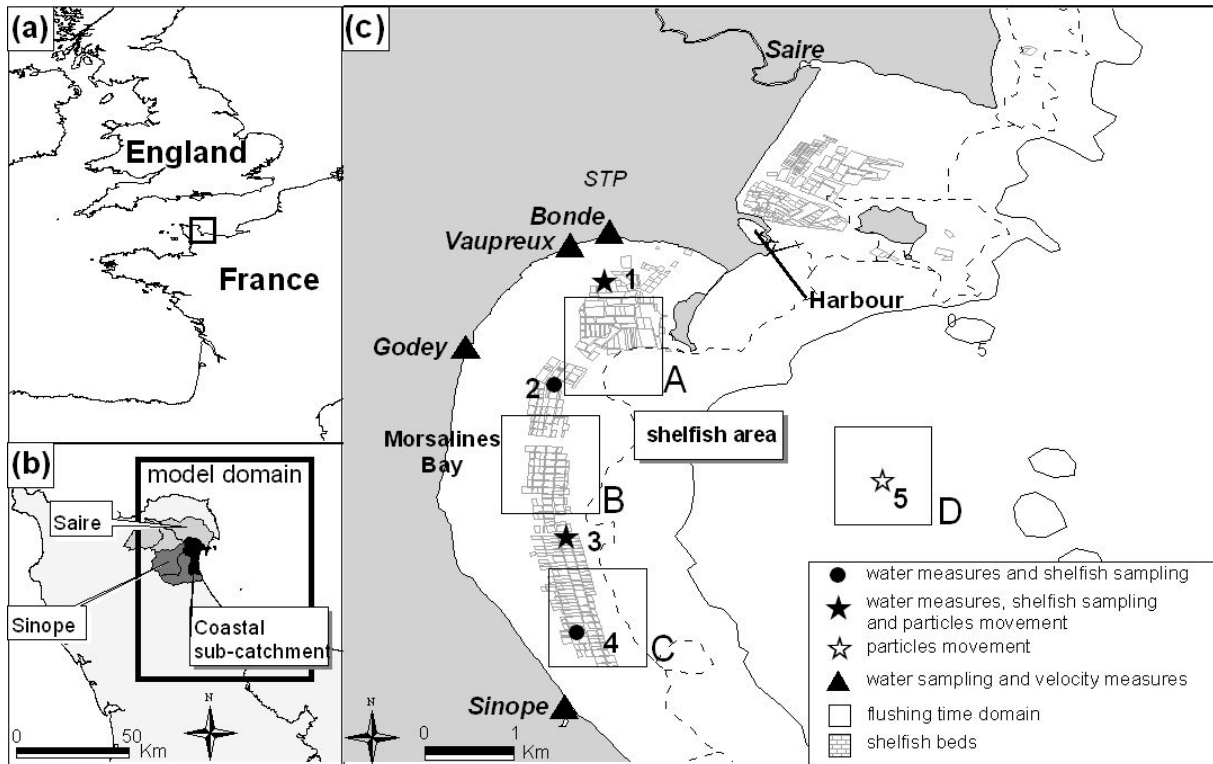 (a)
England
France
(b)
model domain
Saire
Sinope
Coastal
sub-catchment
N
0 50
Km
(c)
Saire
STP
Bonde
Vaupreux
1
Harbour
0
5
Godey
A
2
shelfish area
Morsalines
Bay
B
5
D
3
4
C
Sinope
N
0 1
Km
water measures and shelfish sampling
water measures, shelfish sampling
and particles movement
particles movement
water sampling and velocity measures
flushing time domain
shelfish beds